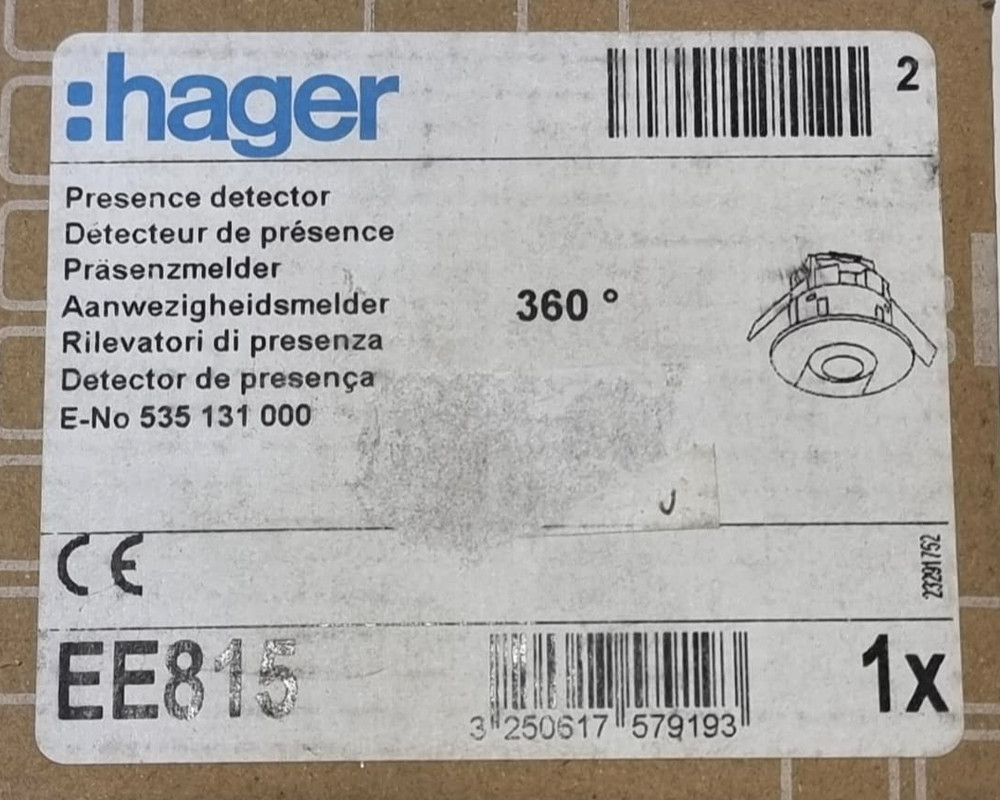 :hager
2
Presence detector
Détecteur de présence
Präsenzmelder
Aanwezigheidsmelder
Rilevatori di presenza
Detector de presença
E-No 535 131 000
360 °
CE
23291752
EE815
3 250617 579193
1x